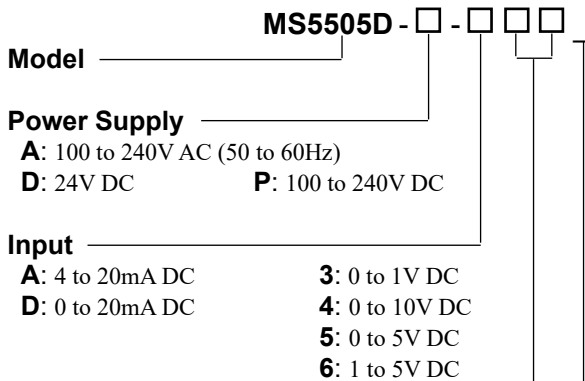 MS5505D - □ - □ □ □
Model
Power Supply
A: 100 to 240V AC (50 to 60Hz)
D: 24V DC P: 100 to 240V DC
Input
A: 4 to 20mA DC 3: 0 to 1V DC
D: 0 to 20mA DC 4: 0 to 10V DC
5: 0 to 5V DC
6: 1 to 5V DC